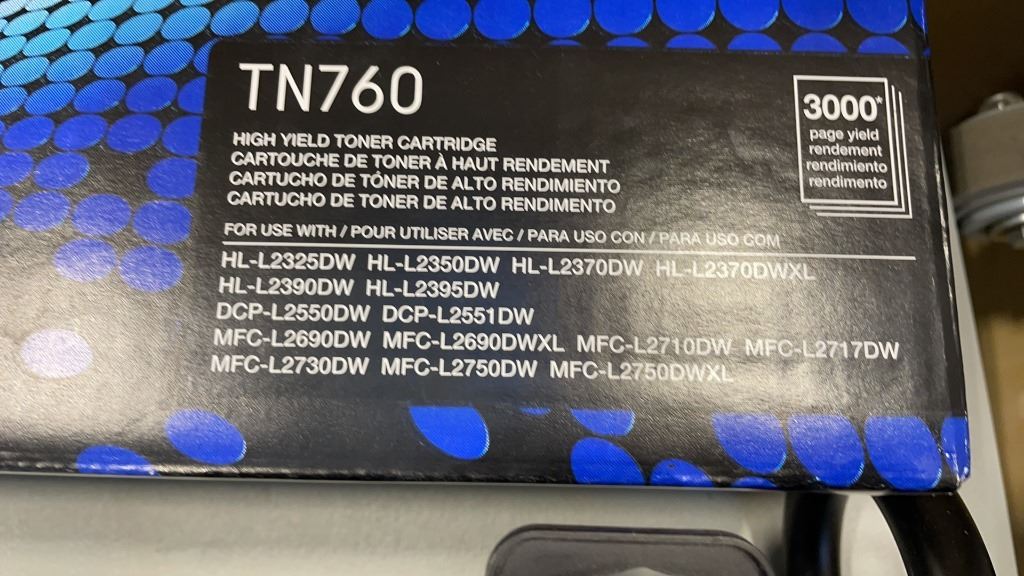 TN760
HIGH YIELD TONER CARTRIDGE
CARTOUCHE DE TONER À HAUT RENDEMENT
CARTUCHO DE TÓNER DE ALTO RENDIMIENTO
CARTUCHO DE TONER DE ALTO RENDIMENTO
3000*
page yield
rendement
rendimiento
rendimento
FOR USE WITH / POUR UTILISER AVEC / PARA USO CON / PARA USO COM
HL-L2325DW HL-L2350DW HL-L2370DW HL-L2370DWXL
HL-L2390DW HL-L2395DW
DCP-L2550DW DCP-L2551DW
MFC-L2690DW MFC-L2690DWXL MFC-L2710DW MFC-L2717DW
MFC-L2730DW MFC-L2750DW MFC-L2750DWXL